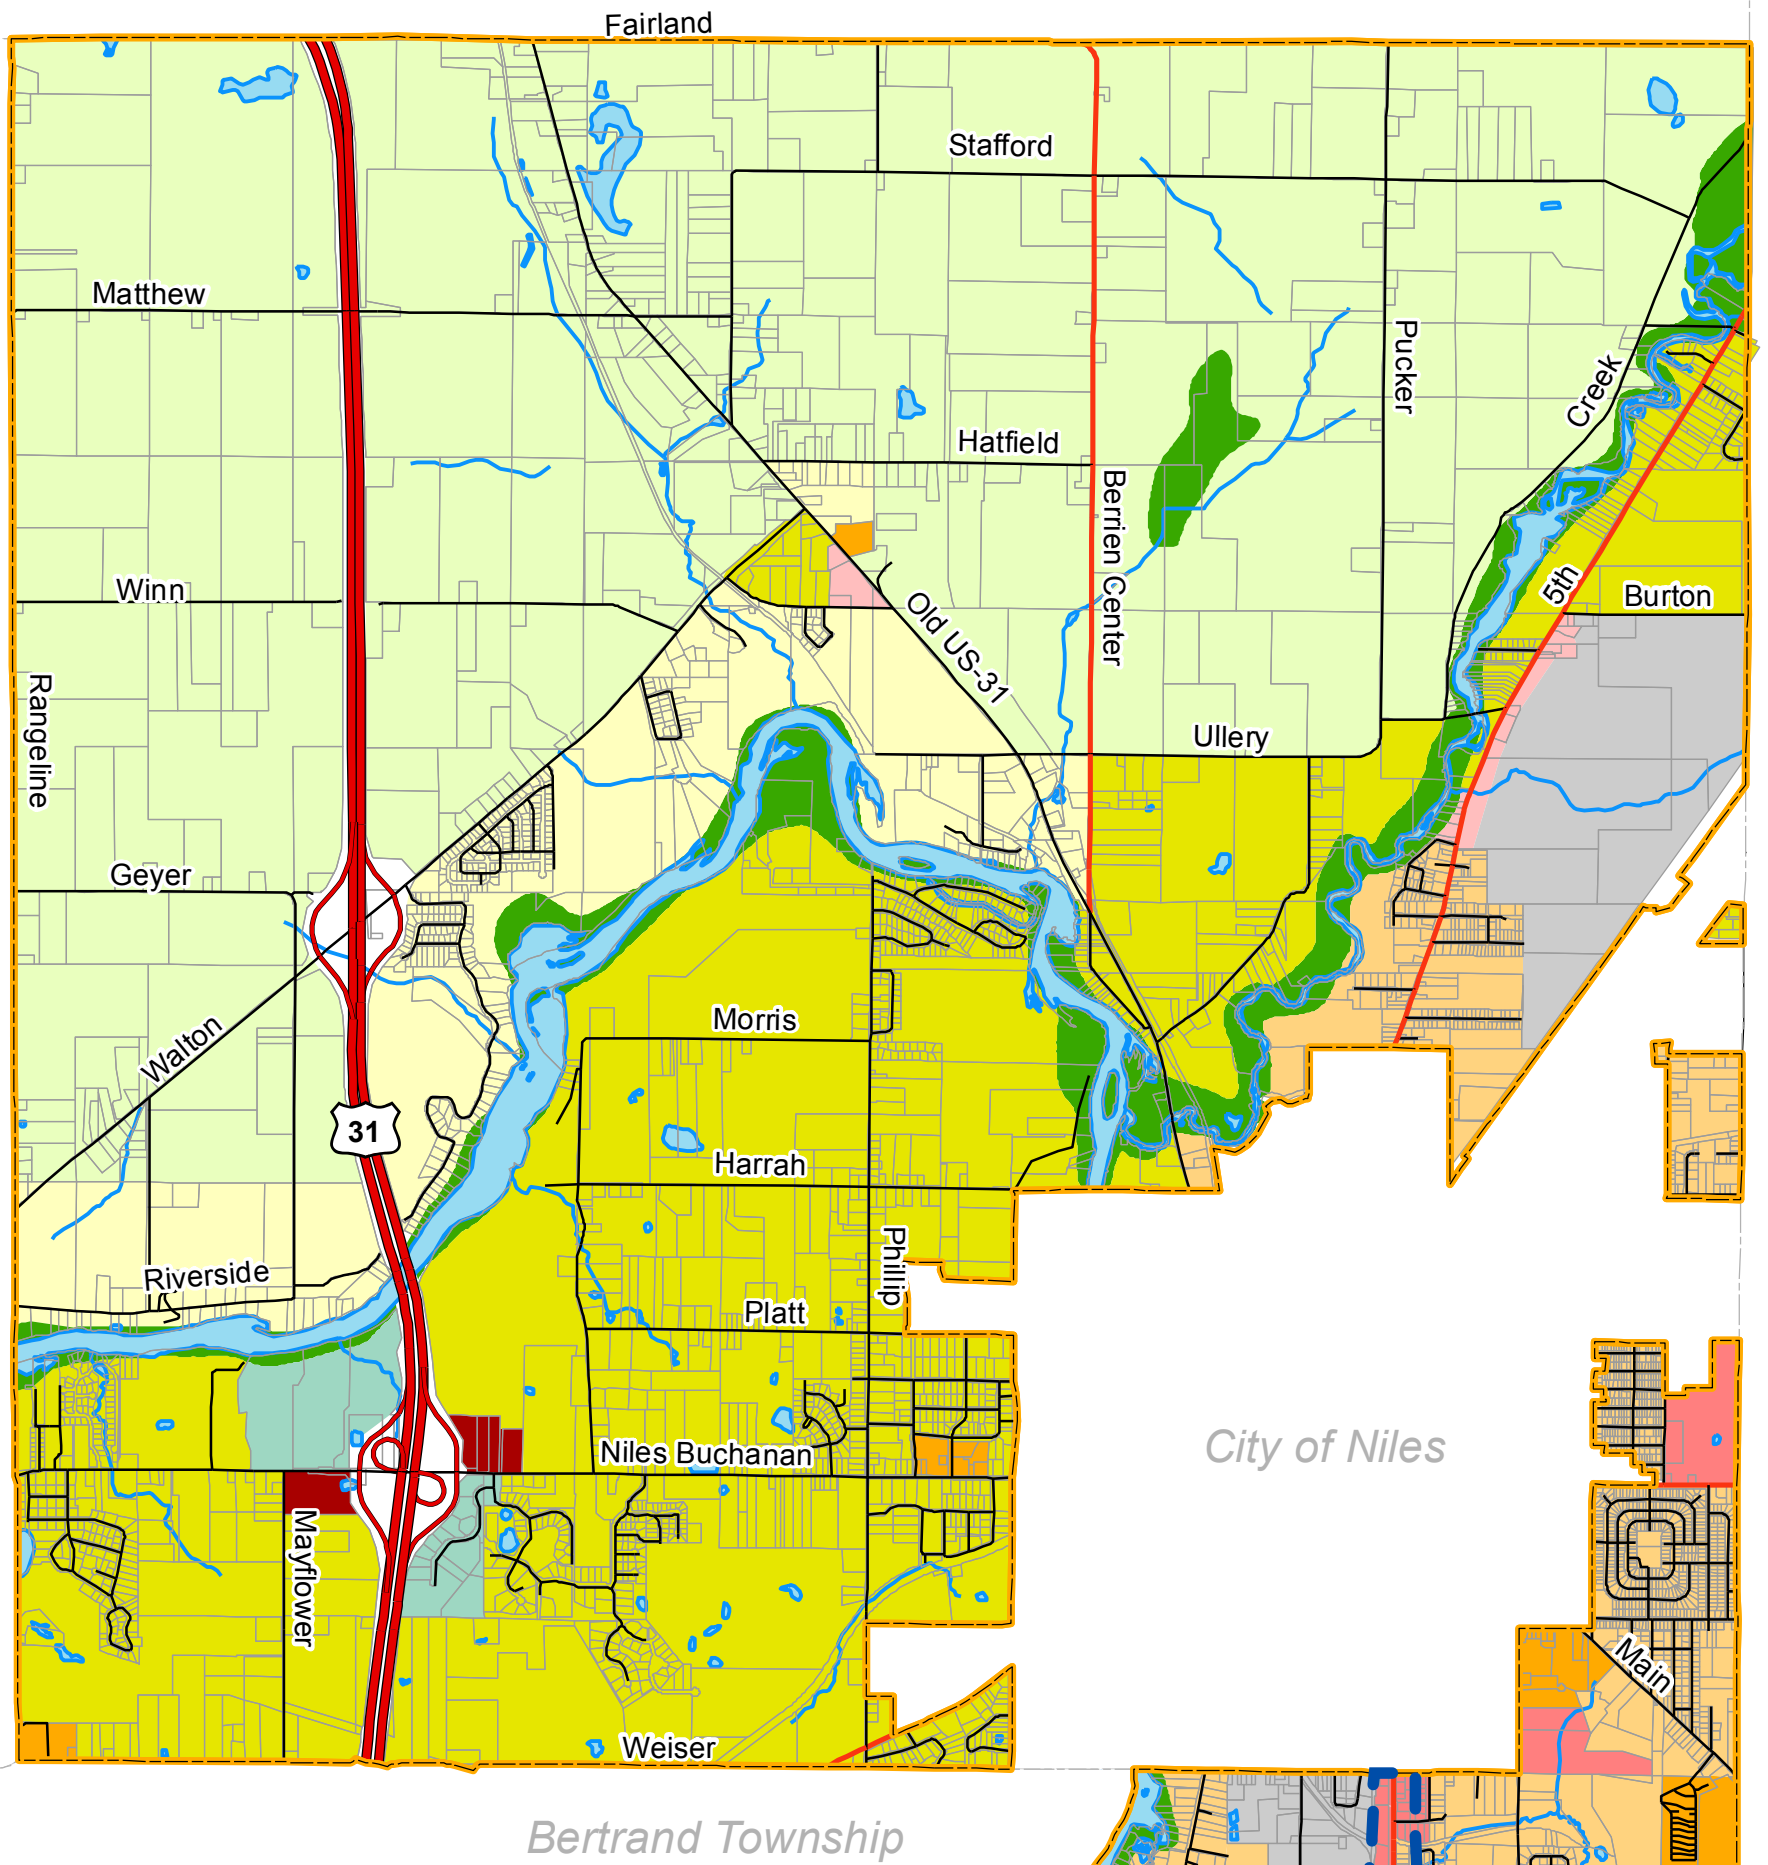 Fairland
Stafford
Matthew
Pucker
Creek
Hatfield
Berrien Center
Winn
5th
Burton
Old US-31
Rangeline
Ullery
Geyer
Morris
Walton
31
Harrah
Phillip
Riverside
Platt
City of Niles
Niles Buchanan
Mayflower
Main
Weiser
Bertrand Township